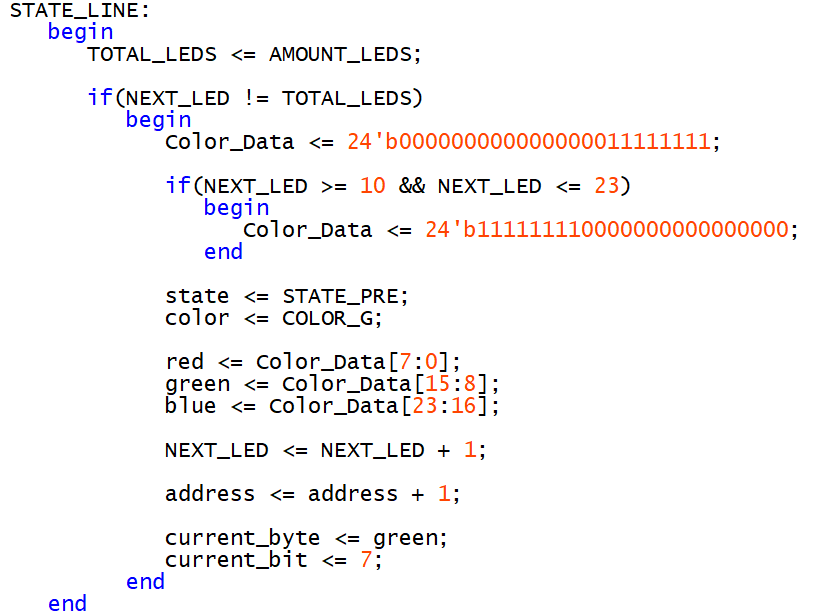 STATE_LINE:
begin
TOTAL_LEDS <= AMOUNT_LEDS;
if(NEXT_LED != TOTAL_LEDS)
begin
Color_Data <= 24'b000000000000000011111111;
if(NEXT_LED >= 10 && NEXT_LED <= 23)
begin
Color_Data <= 24'b111111110000000000000000;
end
state <= STATE_PRE;
color <= COLOR_G;
red <= Color_Data[7:0];
green <= Color_Data[15:8];
blue <= Color_Data[23:16];
NEXT_LED <= NEXT_LED + 1;
address <= address + 1;
current_byte <= green;
current_bit <= 7;
end
end